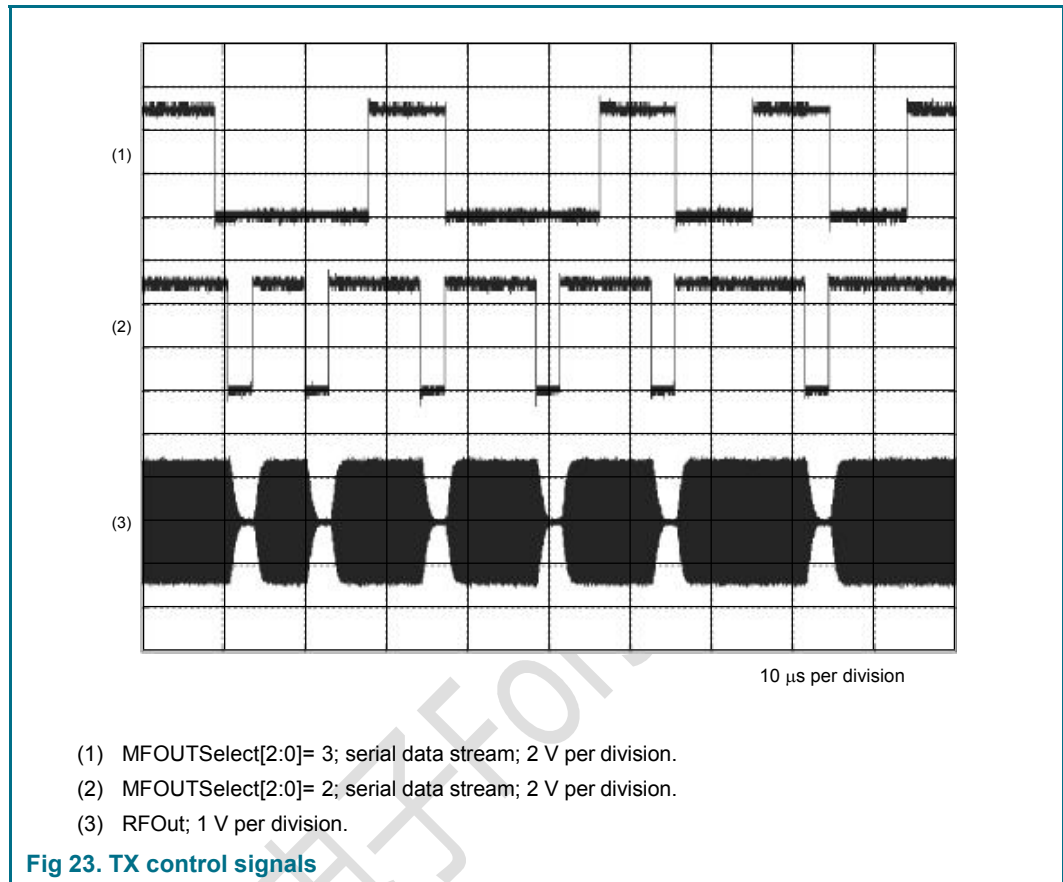 (1)
(2)
(3)
10 μs per division
(1) MFOUTSelect[2:0]= 3; serial data stream; 2 V per division.
(2) MFOUTSelect[2:0]= 2; serial data stream; 2 V per division.
(3) RFOut; 1 V per division.
Fig 23. TX control signals